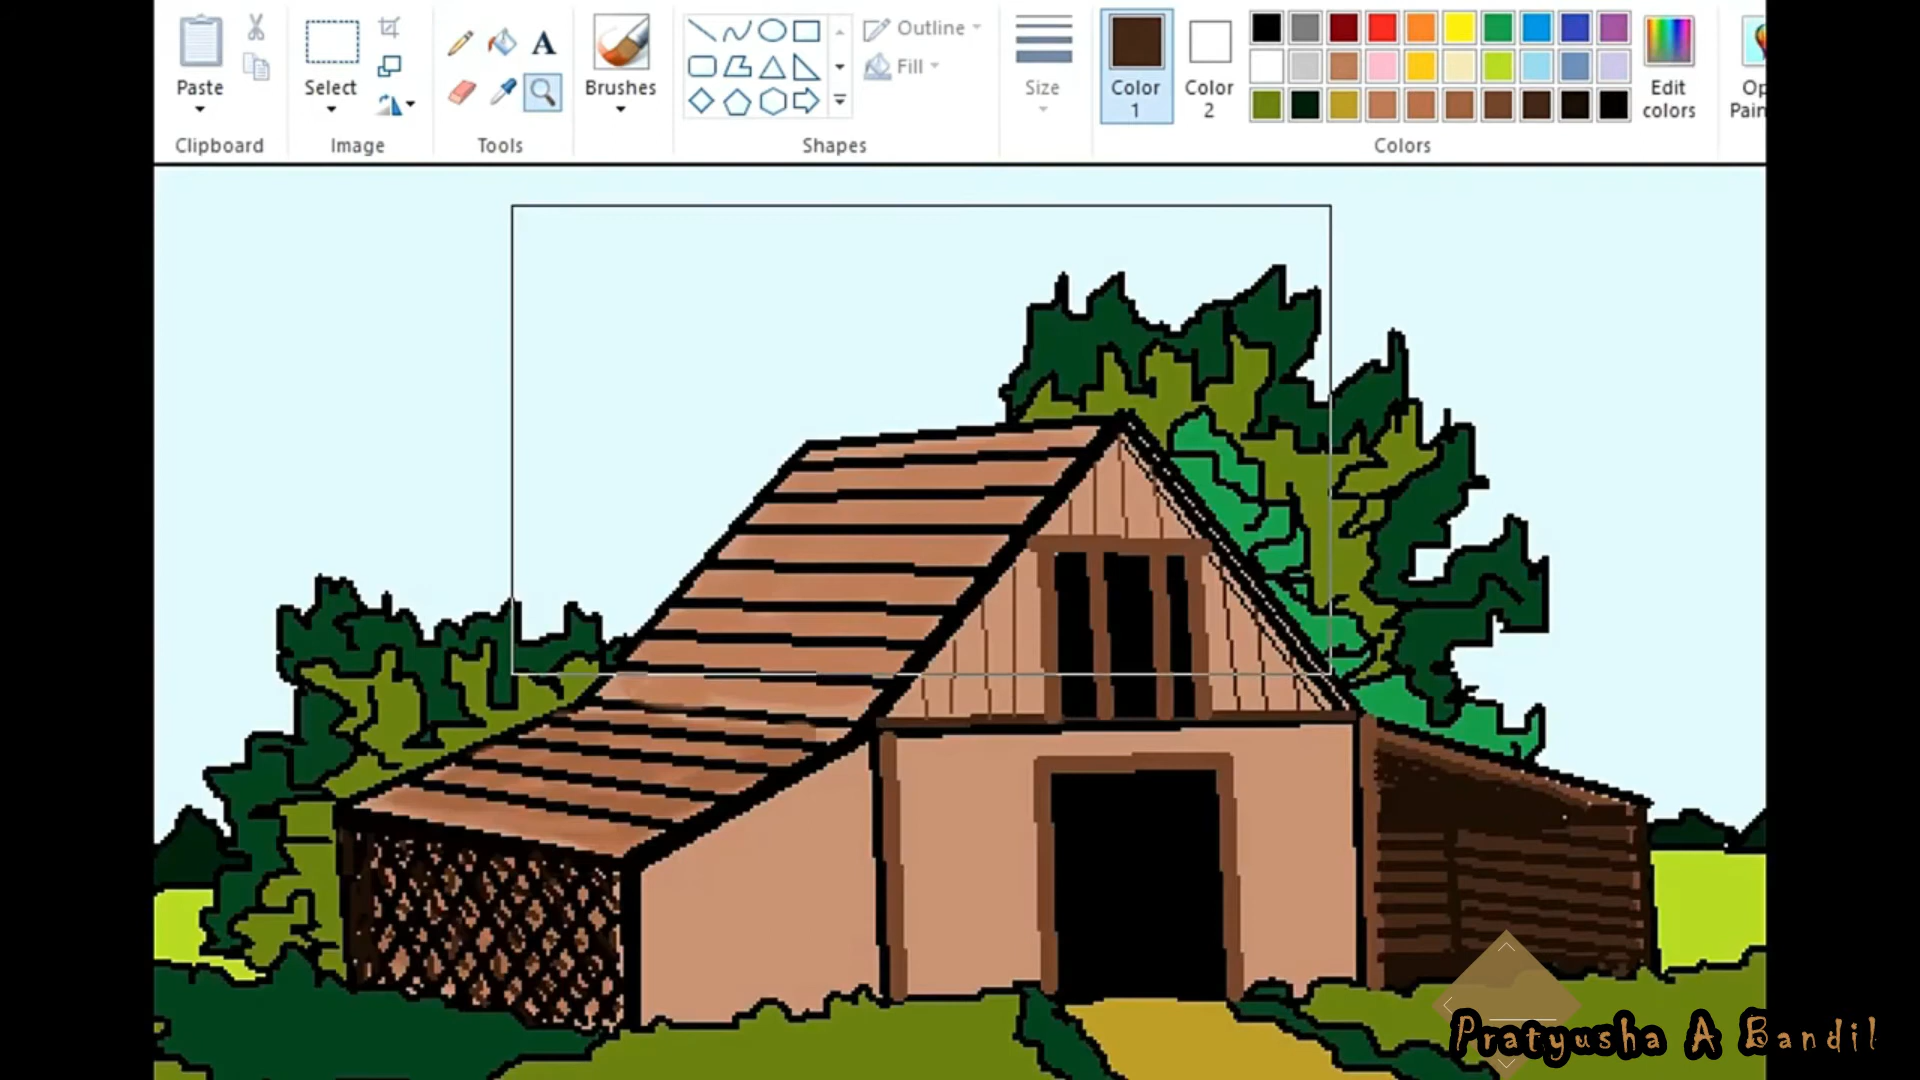 Paste
Select
Brushes
Outline
Fill
Size
Color 1
Color 2
Edit colors
Clipboard
Image
Tools
Shapes
Colors
A
Pratyusha A Bandil